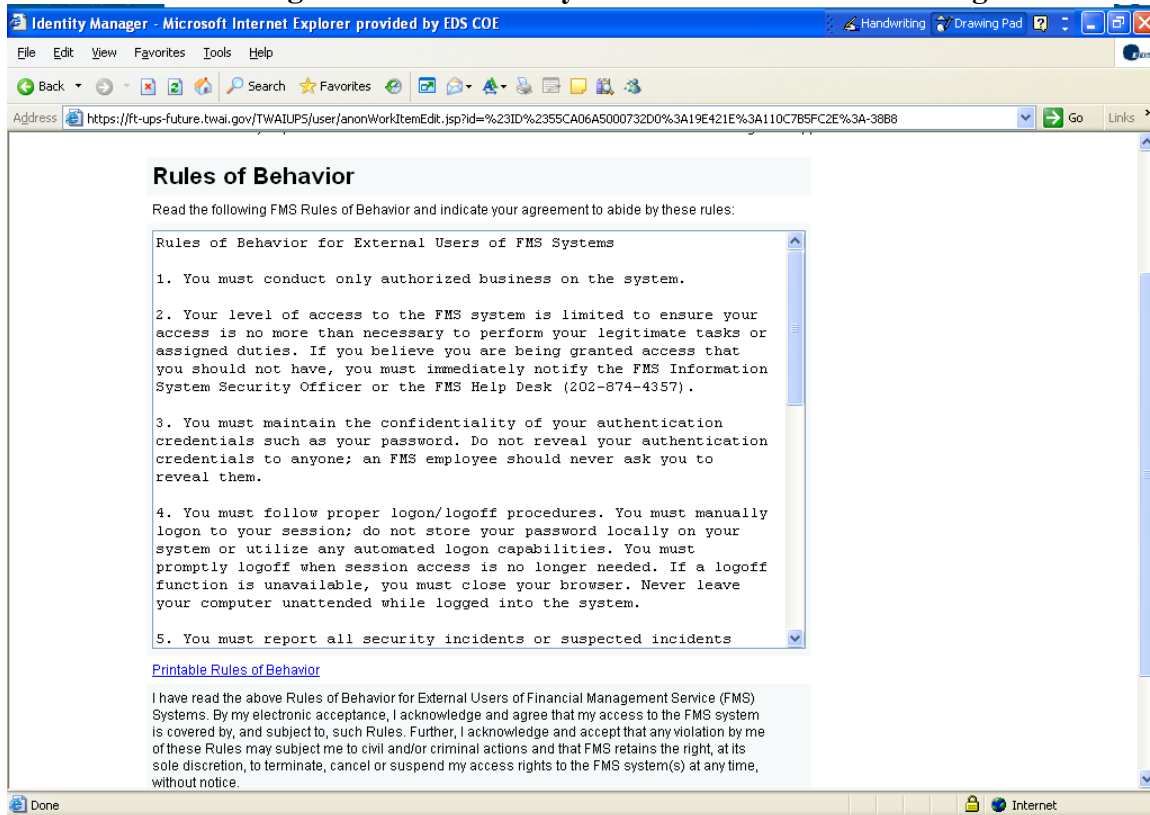 Identity Manager - Microsoft Internet Explorer provided by EDS COE
Handwriting Drawing Pad
File Edit View Favorites Tools Help
Back Search Favorites
Address https://ft-ups-future.twai.gov/TWAIUPS/user/anonWorkItemEdit.jsp?id=%23ID%2355CA06A5000732D0%3A19E421E%3A110C7B5FC2E%3A-38B8 Go Links
Rules of Behavior
Read the following FMS Rules of Behavior and indicate your agreement to abide by these rules:
Rules of Behavior for External Users of FMS Systems
1. You must conduct only authorized business on the system.
2. Your level of access to the FMS system is limited to ensure your
access is no more than necessary to perform your legitimate tasks or
assigned duties. If you believe you are being granted access that
you should not have, you must immediately notify the FMS Information
System Security Officer or the FMS Help Desk (202-874-4357).
3. You must maintain the confidentiality of your authentication
credentials such as your password. Do not reveal your authentication
credentials to anyone; an FMS employee should never ask you to
reveal them.
4. You must follow proper logon/logoff procedures. You must manually
logon to your session; do not store your password locally on your
system or utilize any automated logon capabilities. You must
promptly logoff when session access is no longer needed. If a logoff
function is unavailable, you must close your browser. Never leave
your computer unattended while logged into the system.
5. You must report all security incidents or suspected incidents
Printable Rules of Behavior
I have read the above Rules of Behavior for External Users of Financial Management Service (FMS)
Systems. By my electronic acceptance, I acknowledge and agree that my access to the FMS system
is covered by, and subject to, such Rules. Further, I acknowledge and accept that any violation by me
of these Rules may subject me to civil and/or criminal actions and that FMS retains the right, at its
sole discretion, to terminate, cancel or suspend my access rights to the FMS system(s) at any time,
without notice.
Done Internet